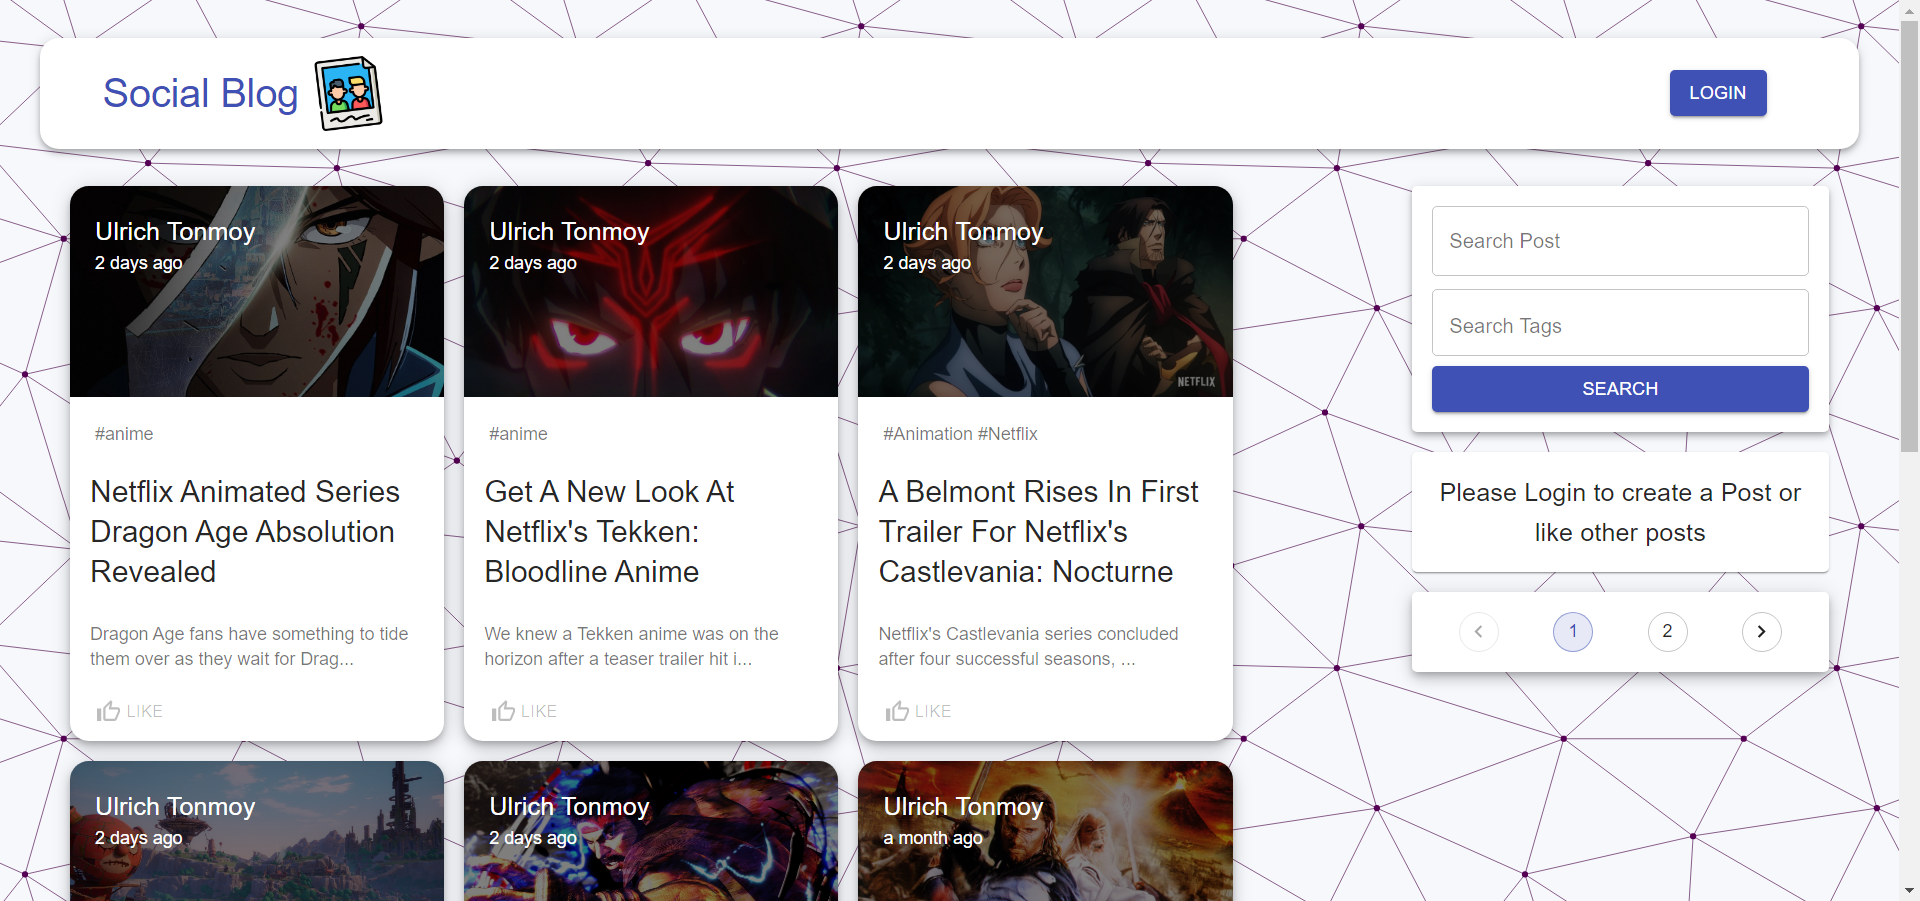 Social Blog
LOGIN
Ulrich Tonmoy
2 days ago
#anime
Netflix Animated Series
Dragon Age Absolution
Revealed
Dragon Age fans have something to tide
them over as they wait for Drag...
LIKE
Ulrich Tonmoy
2 days ago
#anime
Get A New Look At
Netflix's Tekken:
Bloodline Anime
We knew a Tekken anime was on the
horizon after a teaser trailer hit i...
LIKE
Ulrich Tonmoy
2 days ago
NETFLIX
#Animation #Netflix
A Belmont Rises In First
Trailer For Netflix's
Castlevania: Nocturne
Netflix's Castlevania series concluded
after four successful seasons, ...
LIKE
Search Post
Search Tags
SEARCH
Please Login to create a Post or
like other posts
1
2
Ulrich Tonmoy
2 days ago
Ulrich Tonmoy
2 days ago
Ulrich Tonmoy
a month ago